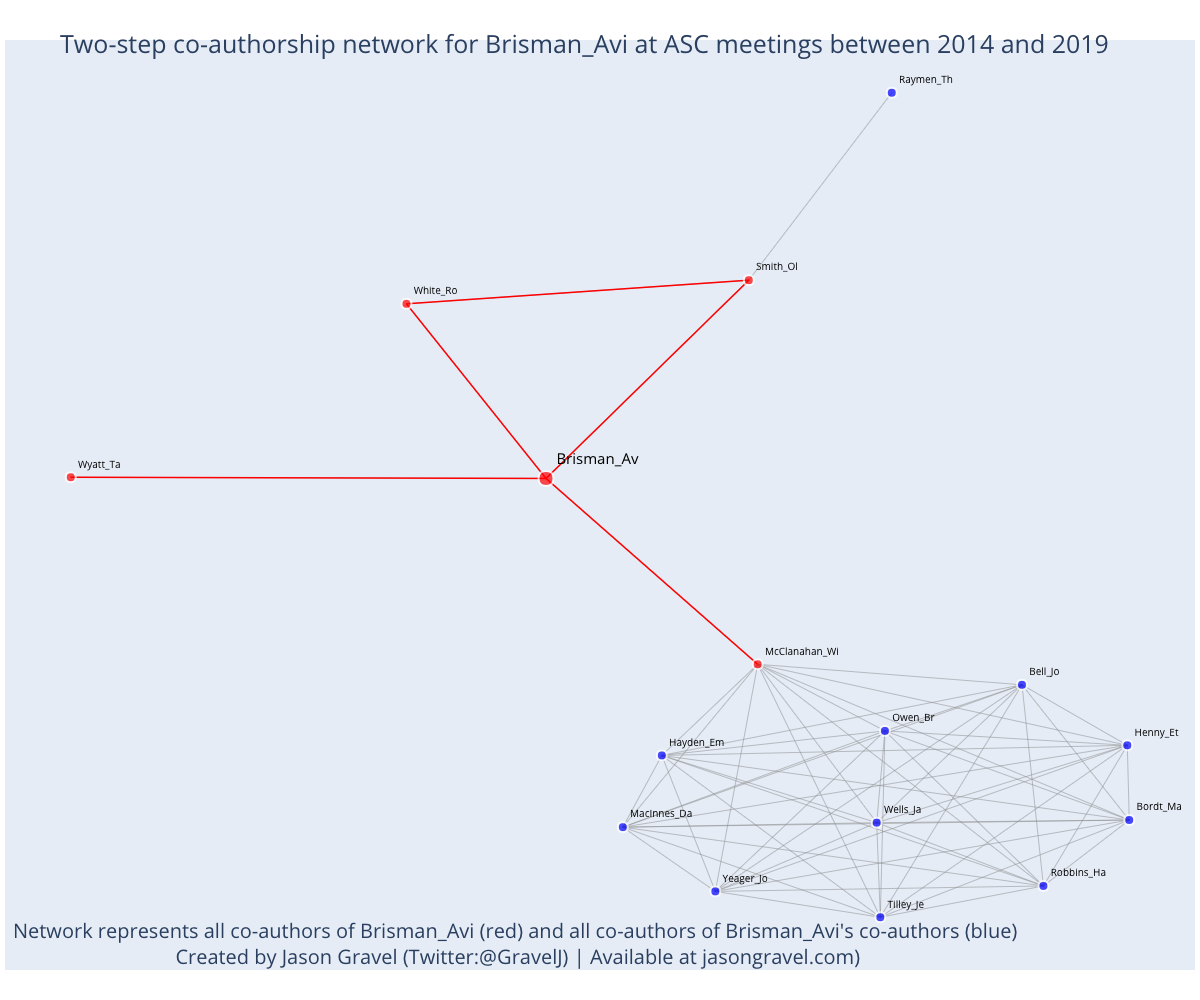 Two-step co-authorship network for Brisman_Avi at ASC meetings between 2014 and 2019
Raymen_Th
Smith_Ol
White_Ro
Brisman_Av
Wyatt_Ta
McClanahan_Wi
Bell_Jo
Owen_Br
Henny_Et
Hayden_Em
Bordt_Ma
Wells_Ja
MacInnes_Da
Robbins_Ha
Yeager_Jo
Tilley_Je
Network represents all co-authors of Brisman_Avi (red) and all co-authors of Brisman_Avi's co-authors (blue)
Created by Jason Gravel (Twitter:@GravelJ) | Available at jasongravel.com)